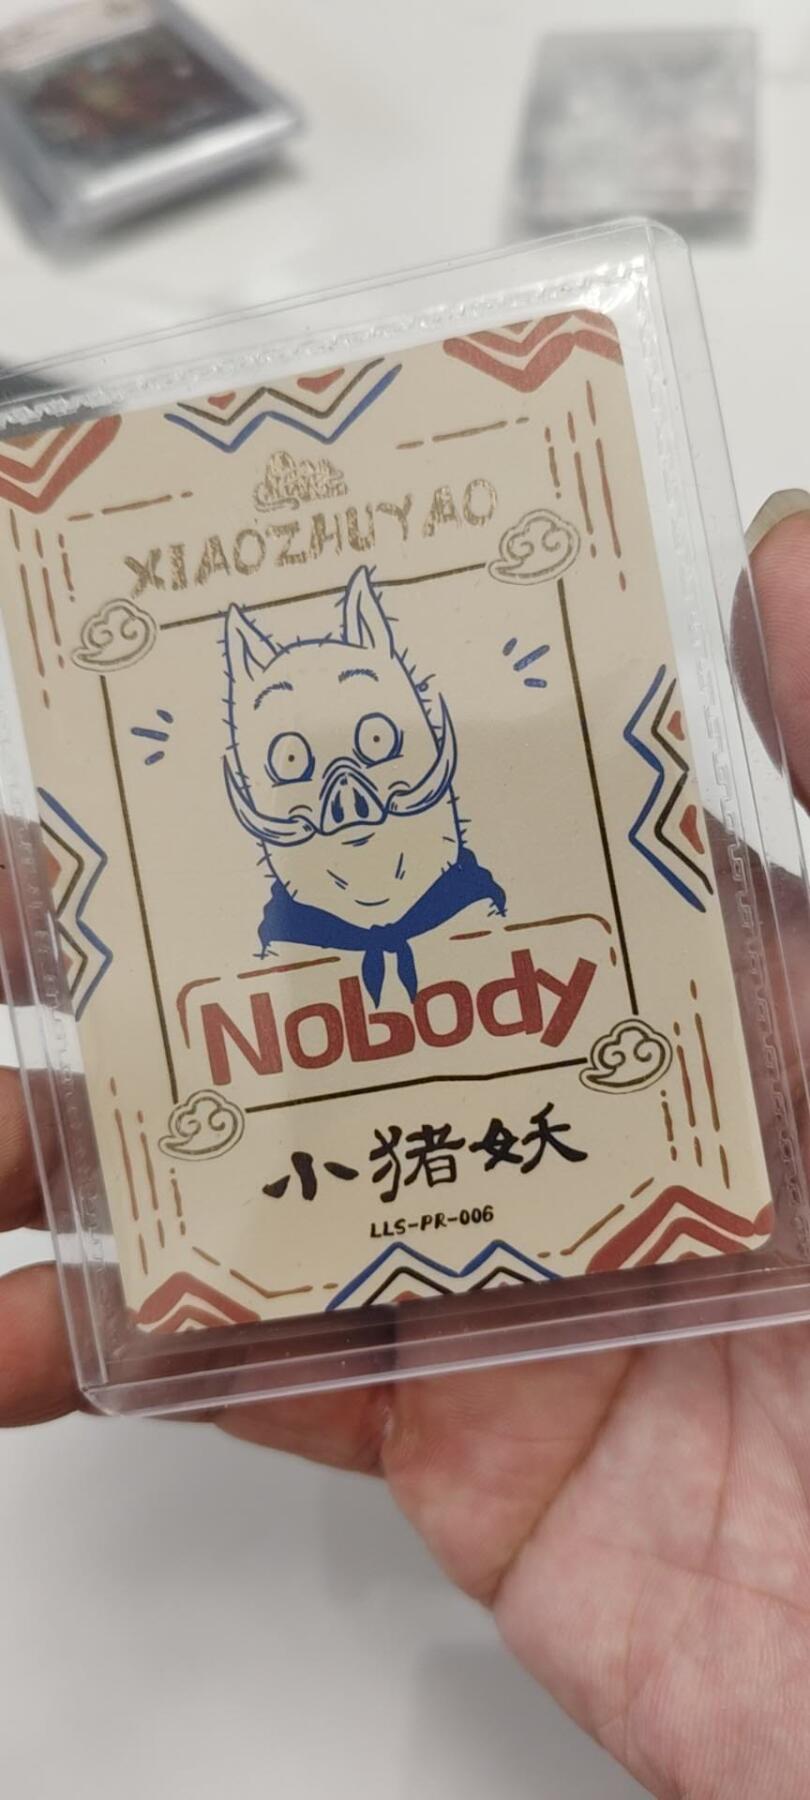 XIAOZHUYAO
Nobody
小猪妖
LLS-PR-006